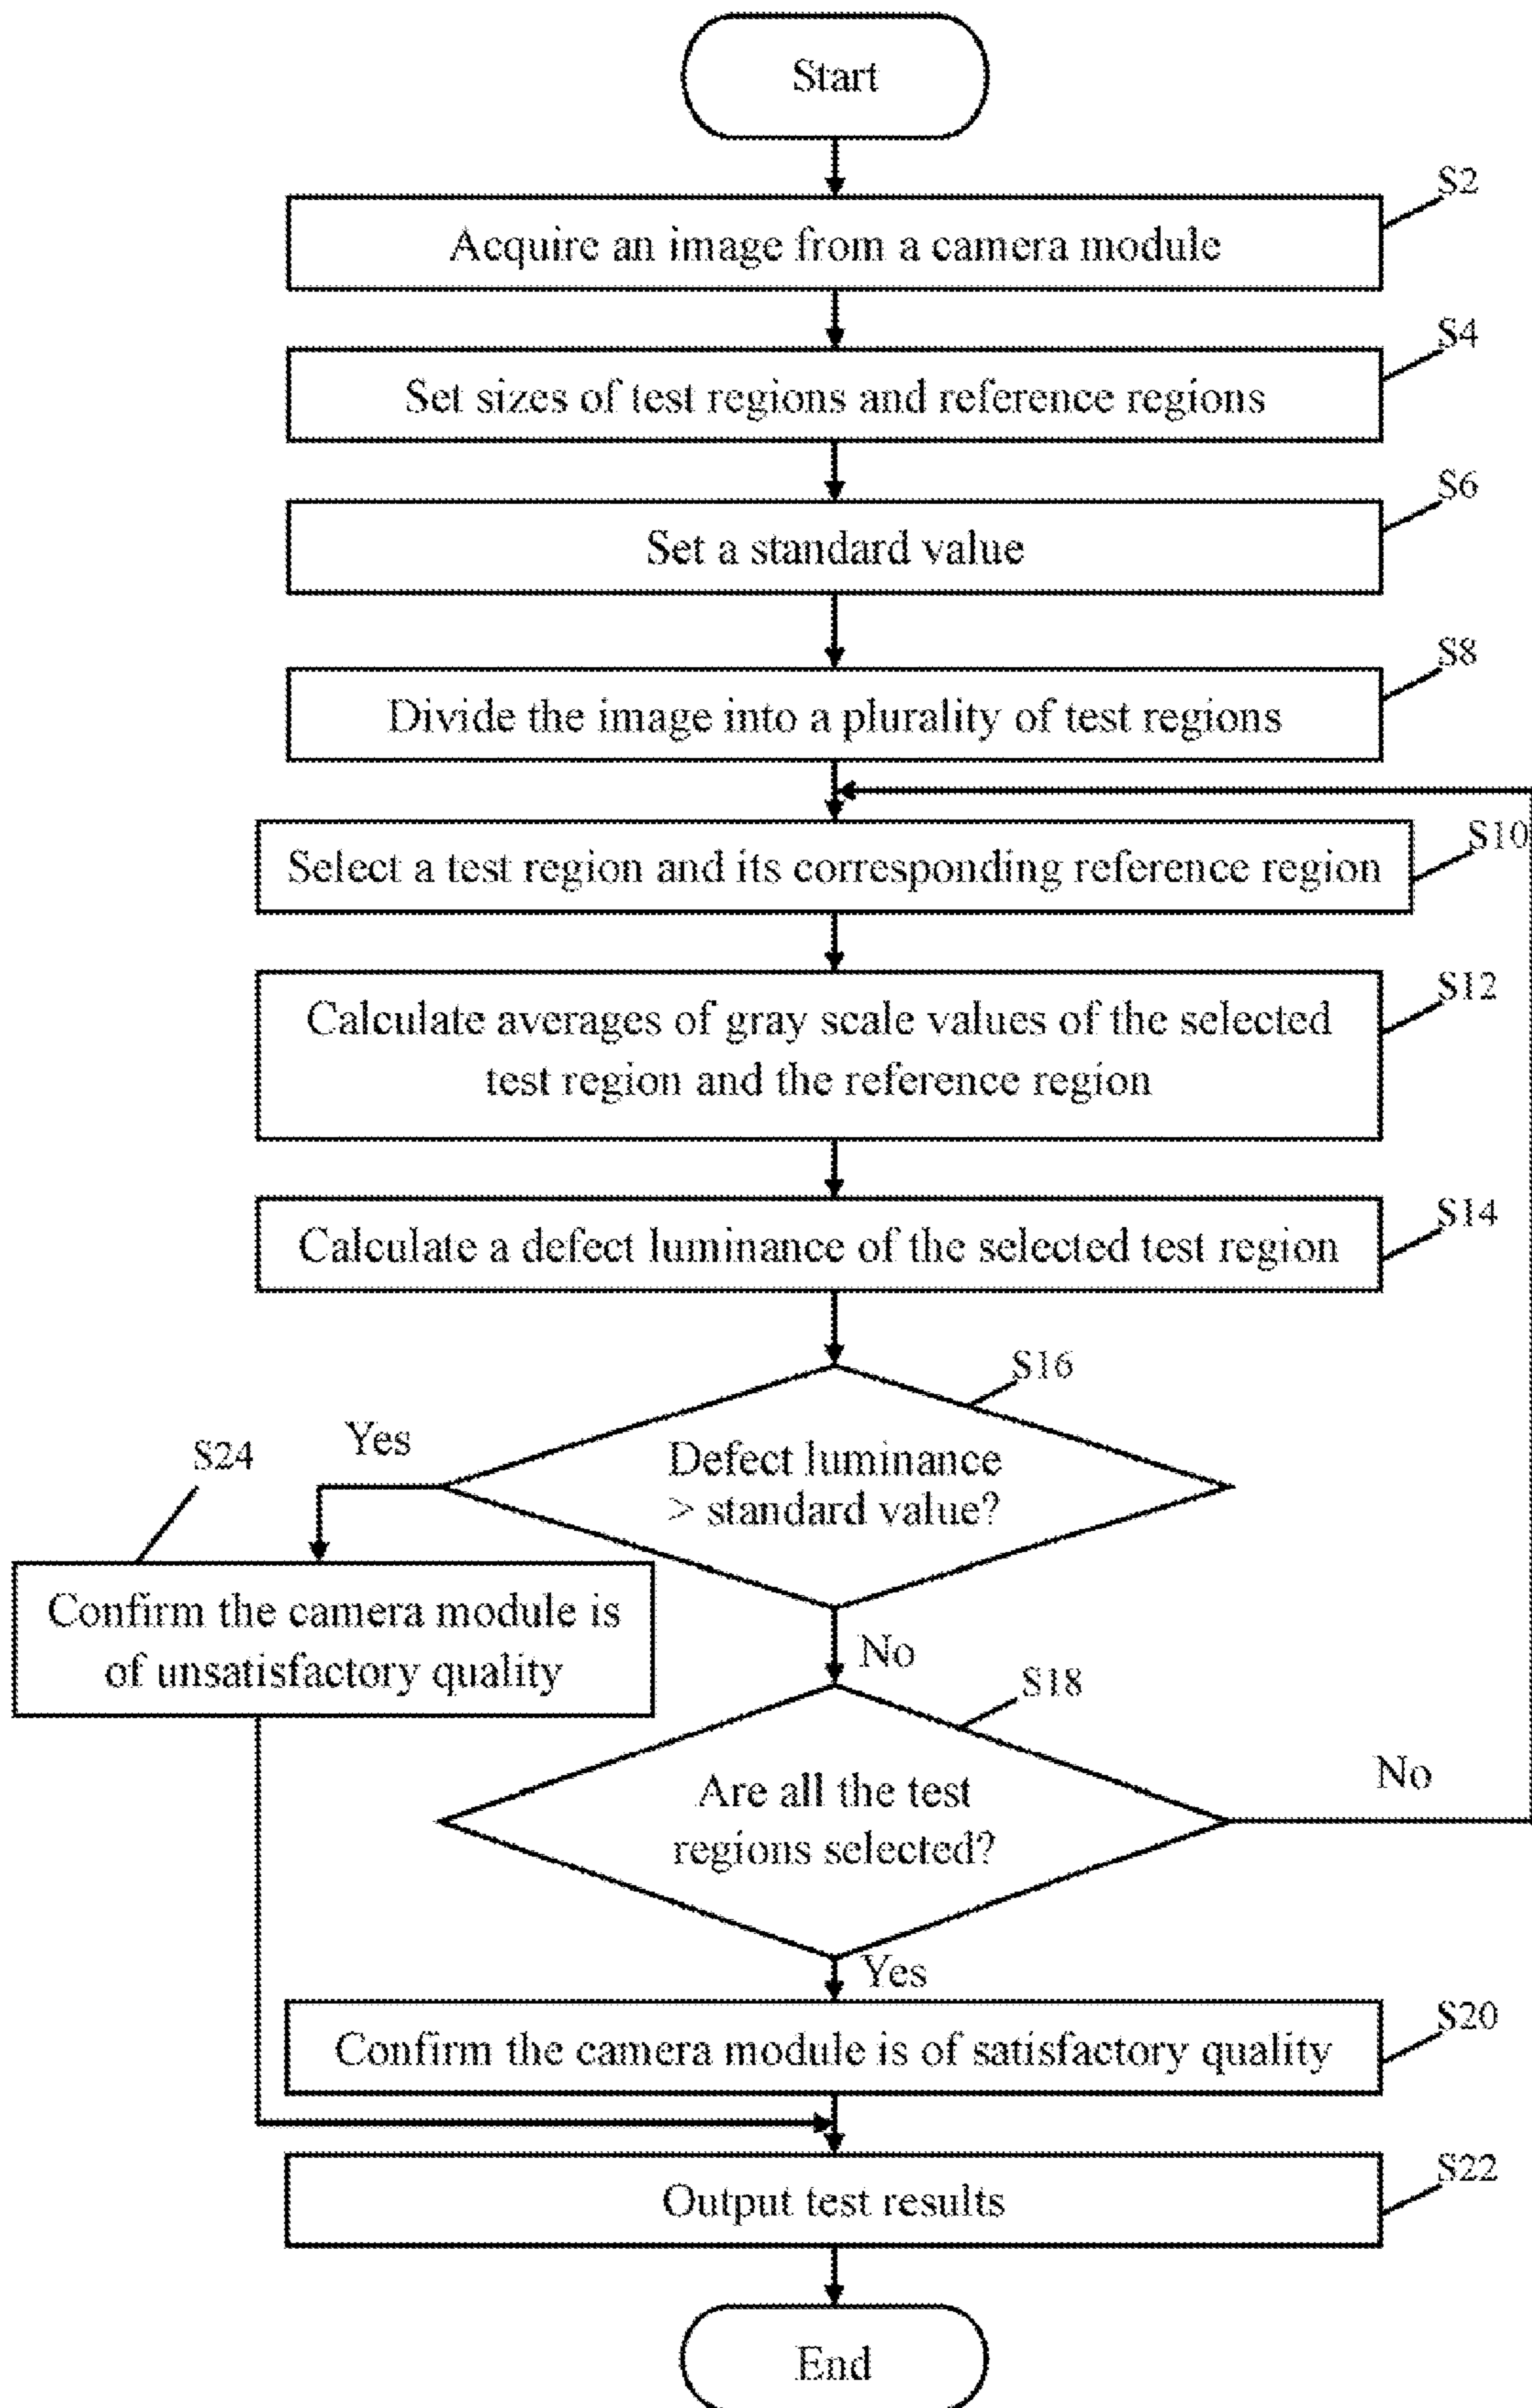 Start
S2
Acquire an image from a camera module
S4
Set sizes of test regions and reference regions
S6
Set a standard value
S8
Divide the image into a plurality of test regions
S10
Select a test region and its corresponding reference region
S12
Calculate averages of gray scale values of the selected
test region and the reference region
S14
Calculate a defect luminance of the selected test region
S16
Defect luminance
> standard value?
Yes
S24
Confirm the camera module is
of unsatisfactory quality
No
S18
Are all the test
regions selected?
No
Yes
S20
Confirm the camera module is of satisfactory quality
S22
Output test results
End